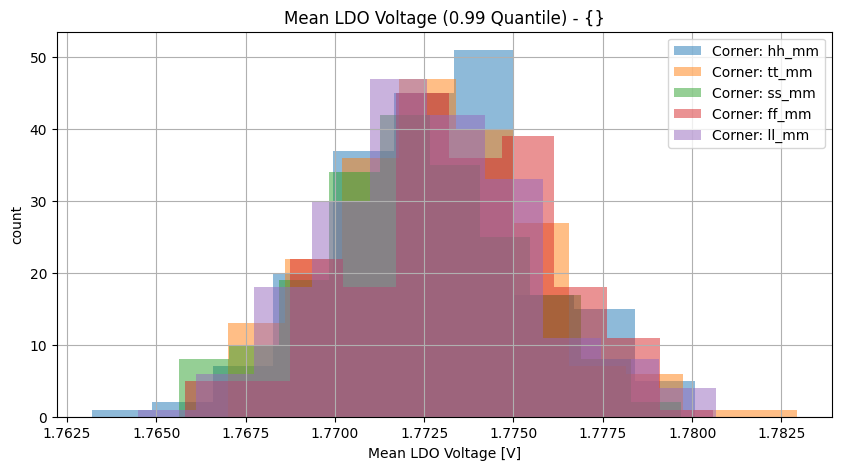 Mean LDO Voltage (0.99 Quantile) - {}
Corner: hh_mm
Corner: tt_mm
Corner: ss_mm
Corner: ff_mm
Corner: ll_mm
50
40
30
20
10
0
count
1.7625 1.7650 1.7675 1.7700 1.7725 1.7750 1.7775 1.7800 1.7825
Mean LDO Voltage [V]